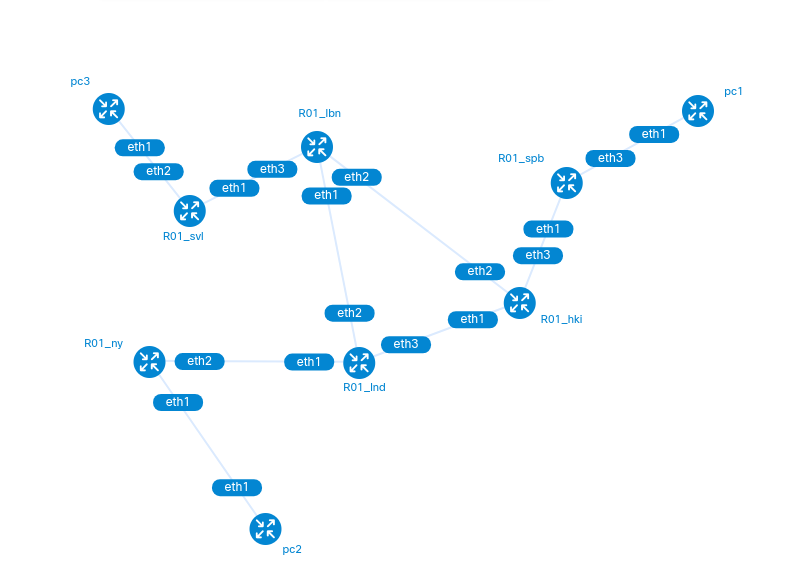 pc3
pc1
R01_lbn
eth1
eth1
R01_spb
eth3
eth3
eth2
eth2
eth1
eth1
R01_svl
eth1
eth3
eth2
eth2
R01_hki
eth1
R01_ny
eth3
eth2
eth1
R01_lnd
eth1
eth1
pc2